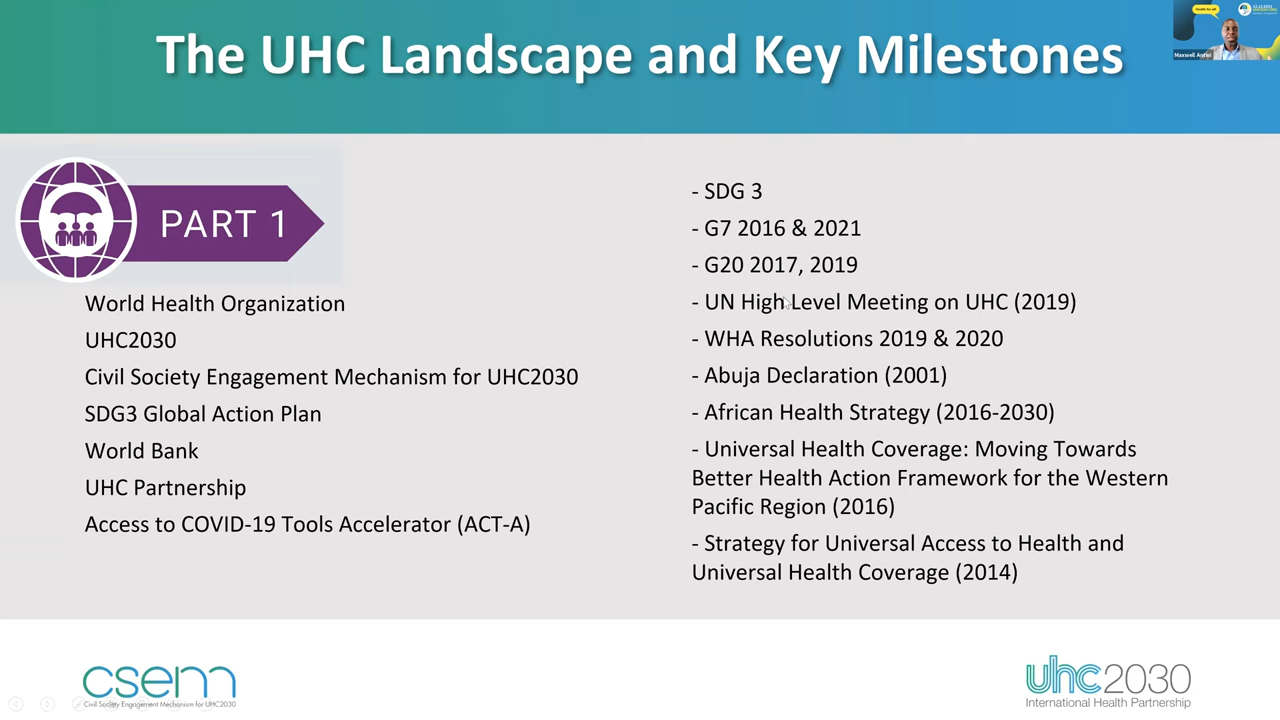 The UHC Landscape and Key Milestones
Health for all
Maxwell Antwi
PART 1
World Health Organization
UHC2030
Civil Society Engagement Mechanism for UHC2030
SDG3 Global Action Plan
World Bank
UHC Partnership
Access to COVID-19 Tools Accelerator (ACT-A)
- SDG 3
- G7 2016 & 2021
- G20 2017, 2019
- UN High Level Meeting on UHC (2019)
- WHA Resolutions 2019 & 2020
- Abuja Declaration (2001)
- African Health Strategy (2016-2030)
- Universal Health Coverage: Moving Towards
Better Health Action Framework for the Western
Pacific Region (2016)
- Strategy for Universal Access to Health and
Universal Health Coverage (2014)
csem
Civil Society Engagement Mechanism for UHC2030
uhc2030
International Health Partnership